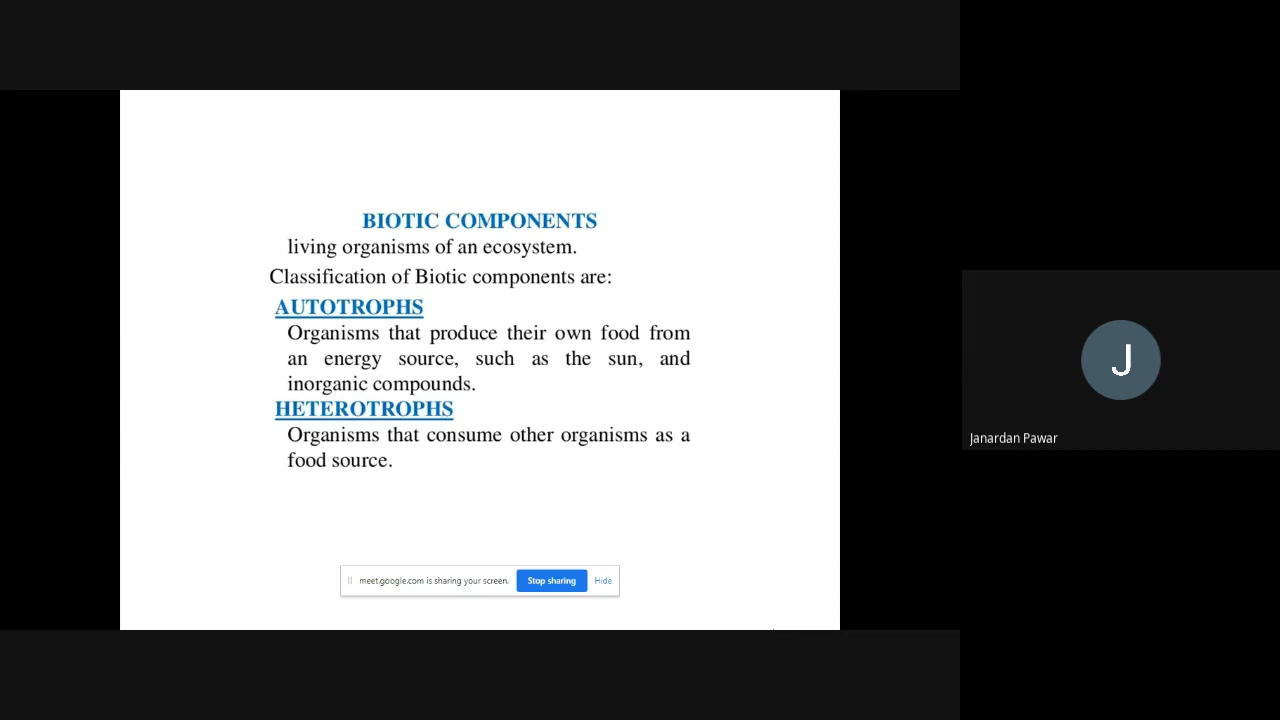 BIOTIC COMPONENTS
living organisms of an ecosystem.
Classification of Biotic components are:
AUTOTROPHS
Organisms that produce their own food from
an energy source, such as the sun, and
inorganic compounds.
HETEROTROPHS
Organisms that consume other organisms as a
food source.
meet.google.com is sharing your screen. Stop sharing Hide
J
Janardan Pawar